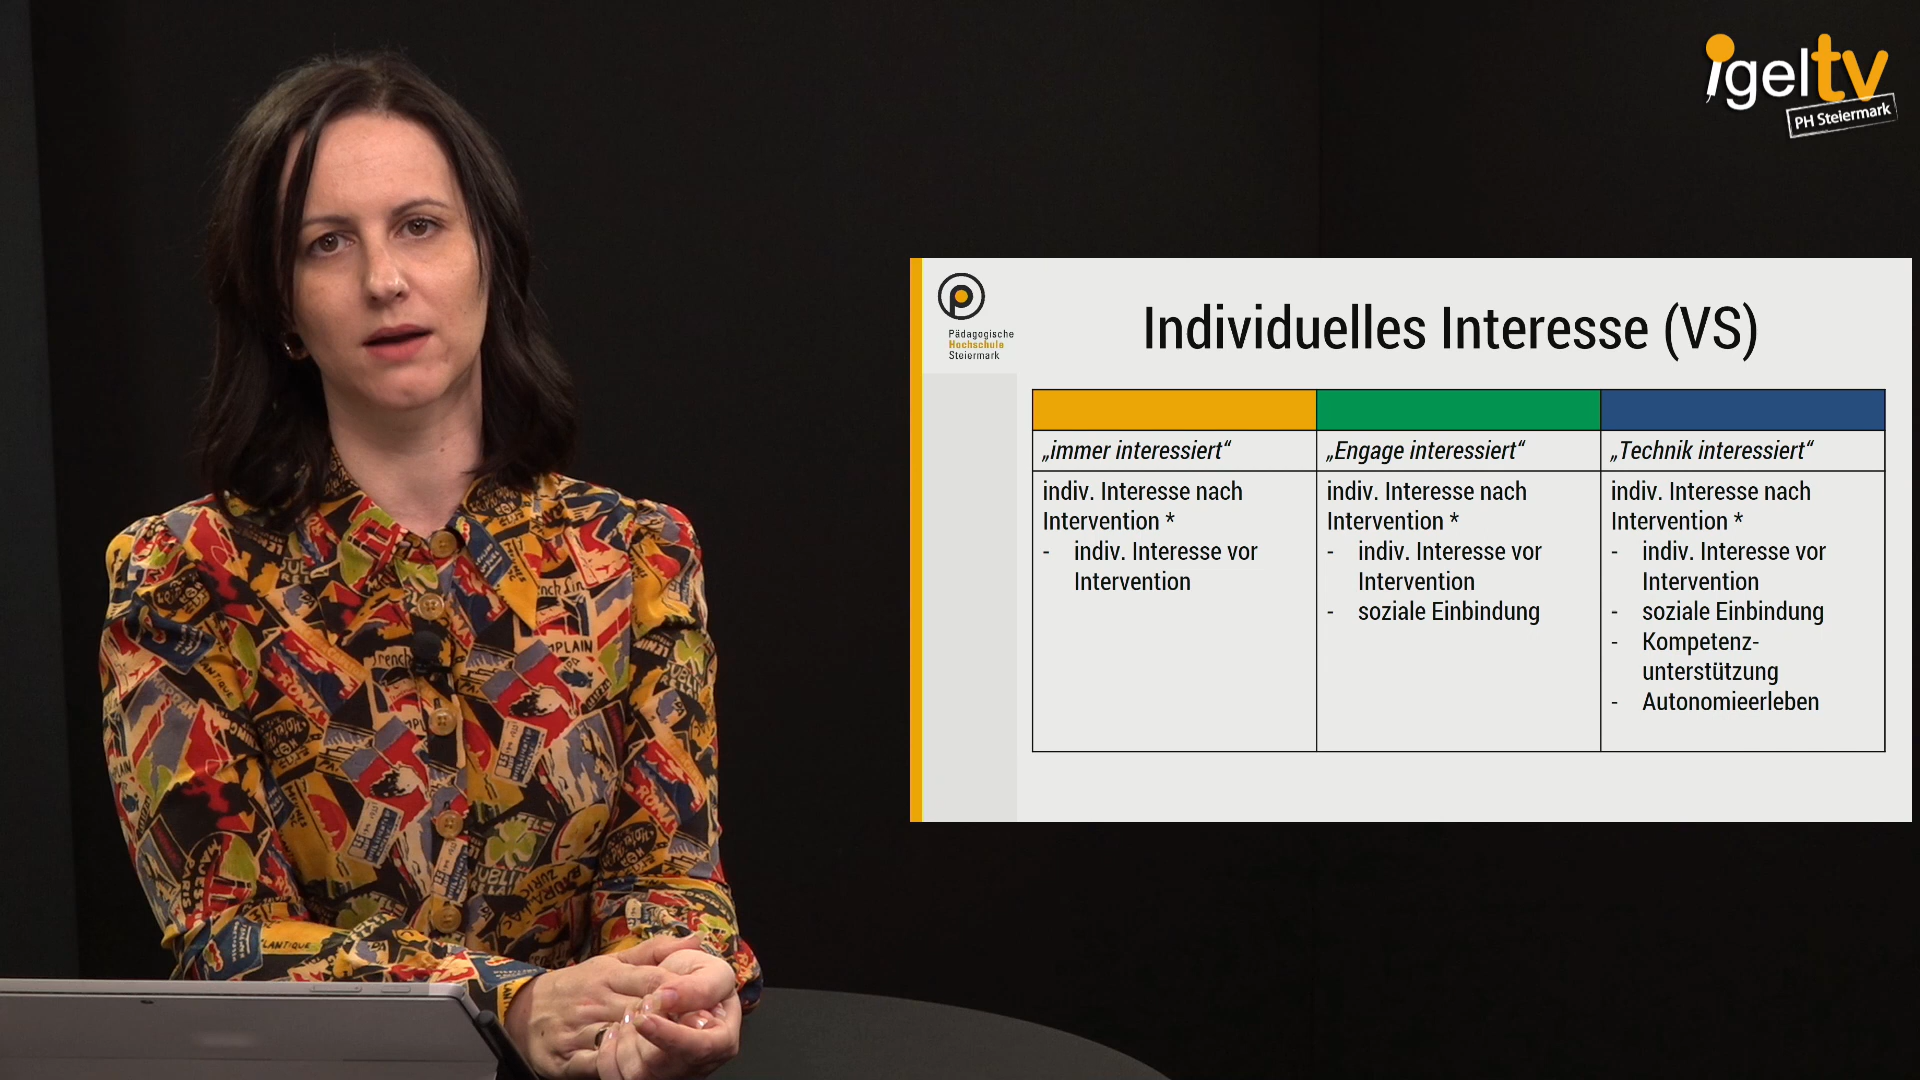 igeltv
PH Steiermark
Pädagogische
Hochschule
Steiermark
Individuelles Interesse (VS)
„immer interessiert“
„Engage interessiert“
„Technik interessiert“
indiv. Interesse nach
Intervention *
- indiv. Interesse vor
Intervention
indiv. Interesse nach
Intervention *
- indiv. Interesse vor
Intervention
- soziale Einbindung
indiv. Interesse nach
Intervention *
- indiv. Interesse vor
Intervention
- soziale Einbindung
- Kompetenz-
unterstützung
- Autonomieerleben